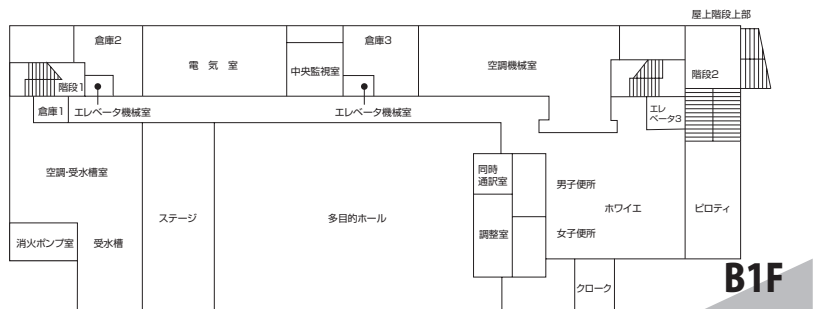 屋上階段上部
倉庫2
電 気 室
中央監視室
倉庫3
空調機械室
階段2
階段1
倉庫1
エレベータ機械室
エレベータ機械室
エレ
ベータ3
空調・受水槽室
ステージ
多目的ホール
同時
通訳室
男子便所
ホワイエ
ピロティ
調整室
女子便所
消火ポンプ室
受水槽
クローク
B1F